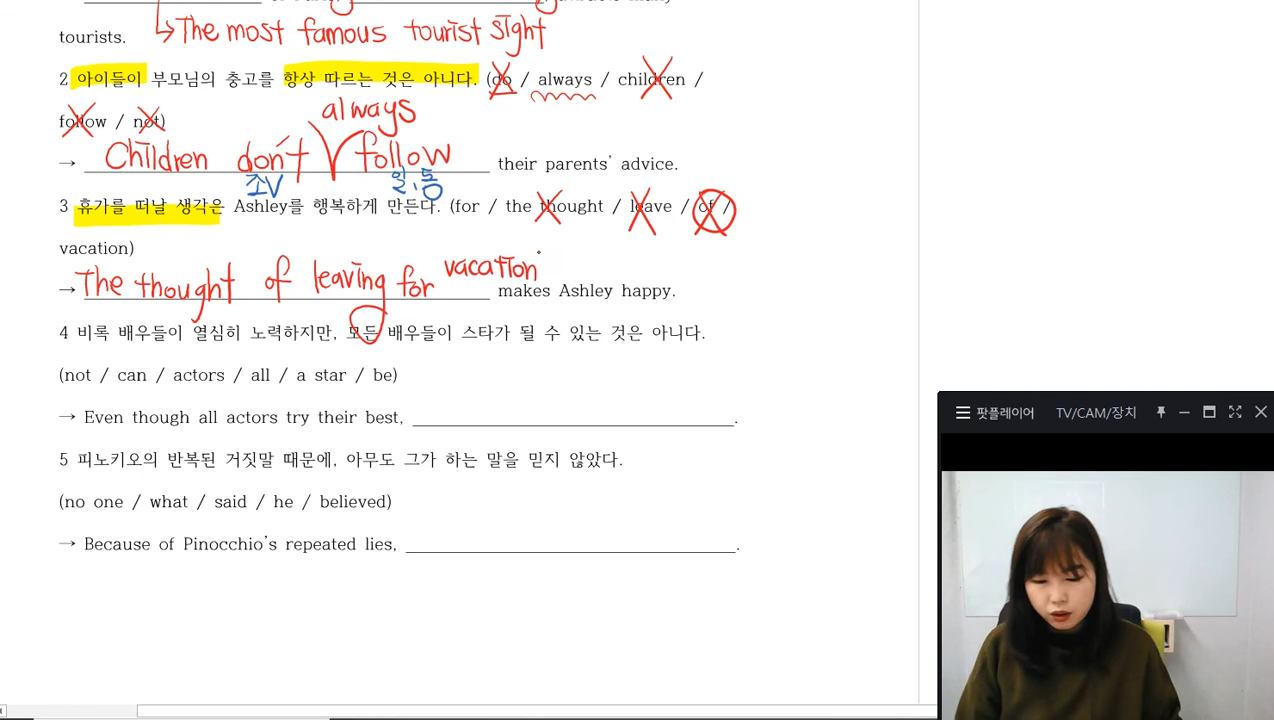 The most famous tourist sight
tourists.
2 아이들이 부모님의 충고를 항상 따르는 것은 아니다. (do / always / children /
always
follow / not)
→ Children don't follow their parents' advice.
조V 일.동
3 휴가를 떠날 생각은 Ashley를 행복하게 만든다. (for / the thought / leave / of /
vacation)
→ The thought of leaving for vacation makes Ashley happy.
4 비록 배우들이 열심히 노력하지만, 모든 배우들이 스타가 될 수 있는 것은 아니다.
(not / can / actors / all / a star / be)
→ Even though all actors try their best, .
5 피노키오의 반복된 거짓말 때문에, 아무도 그가 하는 말을 믿지 않았다.
(no one / what / said / he / believed)
→ Because of Pinocchio's repeated lies, .
팟플레이어 TV/CAM/장치